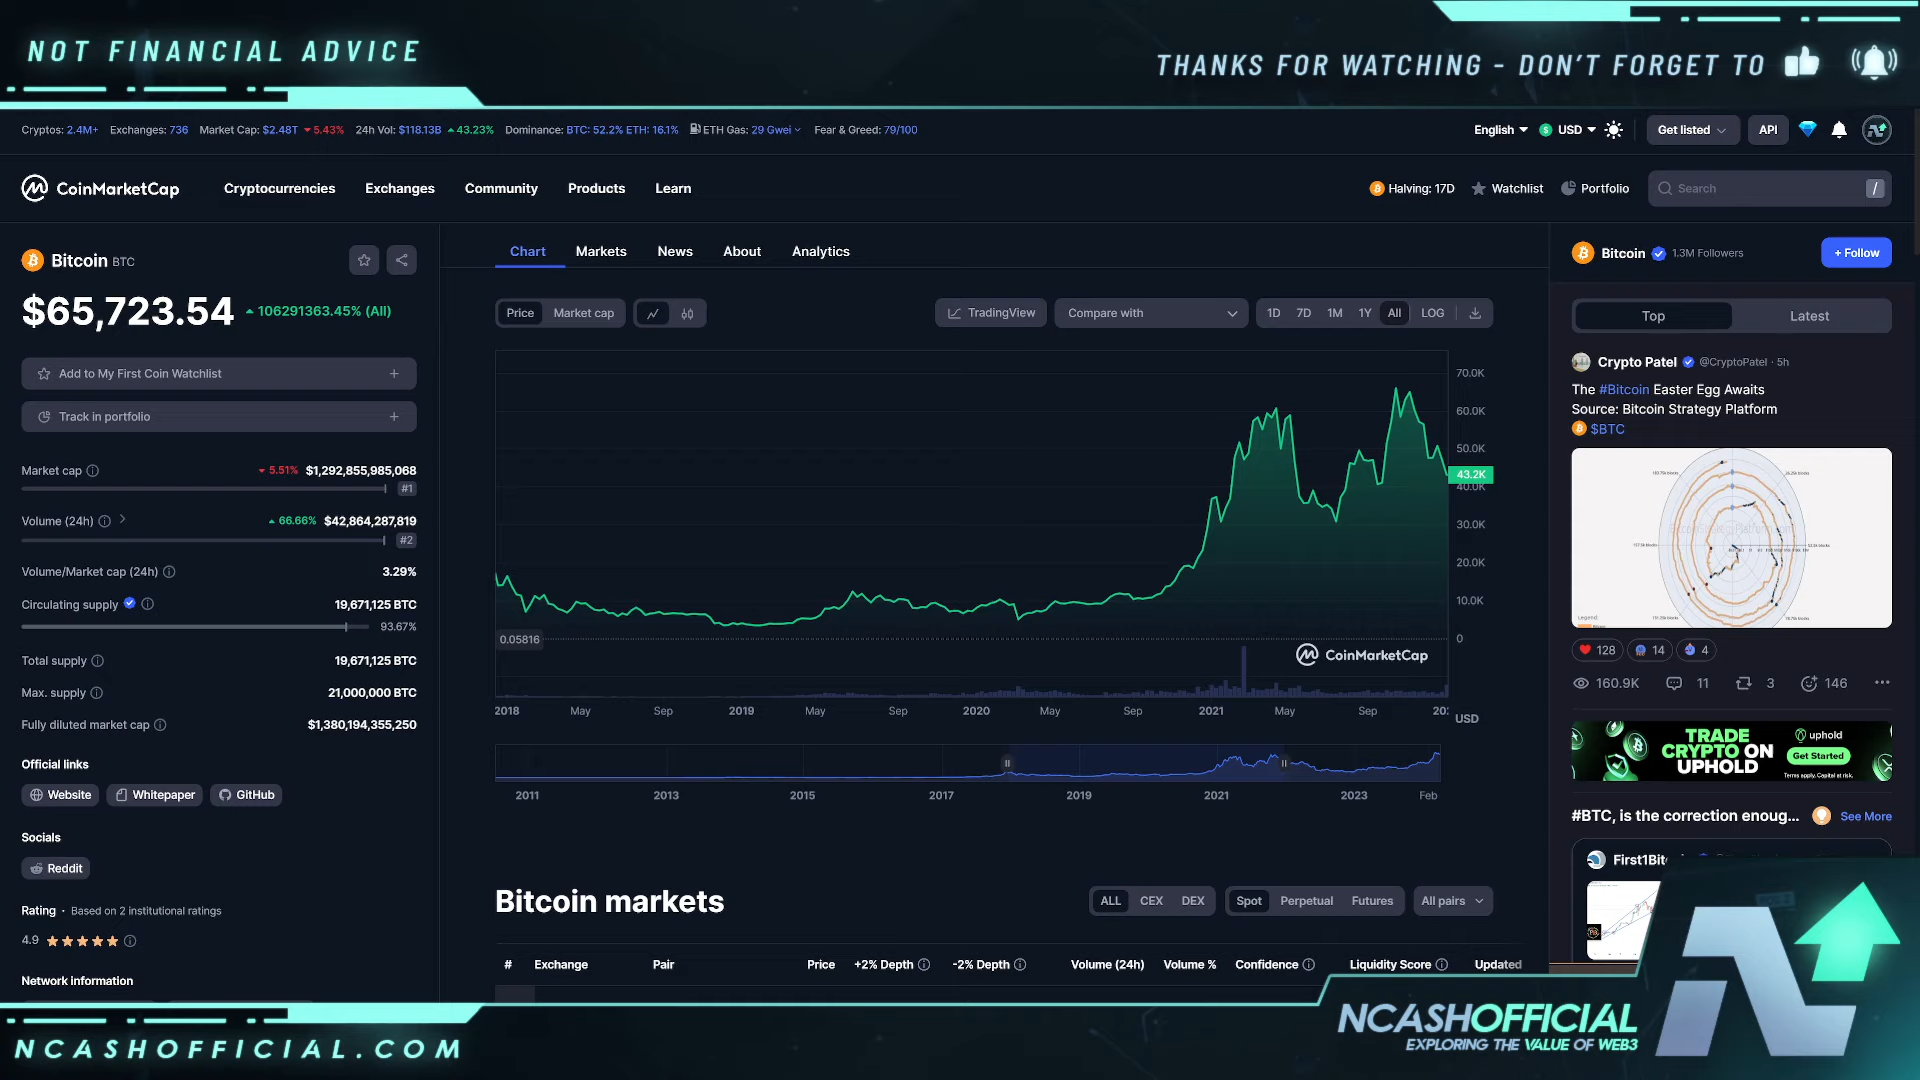 NOT FINANCIAL ADVICE
THANKS FOR WATCHING - DON'T FORGET TO
Cryptos: 2.4M+ Exchanges: 736 Market Cap: $2.48T 5.43% 24h Vol: $118.13B 43.23% Dominance: BTC: 52.2% ETH: 16.1% ETH Gas: 29 Gwei Fear & Greed: 79/100
English USD Get listed API
CoinMarketCap Cryptocurrencies Exchanges Community Products Learn
Halving: 17D Watchlist Portfolio Search /
Bitcoin BTC
$65,723.54 106291363.45% (All)
Add to My First Coin Watchlist +
Track in portfolio +
Market cap 5.51% $1,292,855,985,068
#1
Volume (24h) 66.66% $42,864,287,819
#2
Volume/Market cap (24h) 3.29%
Circulating supply 19,671,125 BTC
93.67%
Total supply 19,671,125 BTC
Max. supply 21,000,000 BTC
Fully diluted market cap $1,380,194,355,250
Official links
Website Whitepaper GitHub
Socials
Reddit
Rating · Based on 2 institutional ratings
4.9
Network information
Chart Markets News About Analytics
Price Market cap
TradingView Compare with 1D 7D 1M 1Y All LOG
70.0K
60.0K
50.0K
43.2K
40.0K
30.0K
20.0K
10.0K
0
0.05816
CoinMarketCap
2018 May Sep 2019 May Sep 2020 May Sep 2021 May Sep 202
USD
2011 2013 2015 2017 2019 2021 2023 Feb
Bitcoin markets
ALL CEX DEX Spot Perpetual Futures All pairs
# Exchange Pair Price +2% Depth -2% Depth Volume (24h) Volume % Confidence Liquidity Score Updated
Bitcoin 1.3M Followers + Follow
Top Latest
Crypto Patel @CryptoPatel · 5h
The #Bitcoin Easter Egg Awaits
Source: Bitcoin Strategy Platform
$BTC
128 14 4
160.9K 11 3 146
TRADE
CRYPTO ON
UPHOLD
uphold
Get Started
Terms apply. Capital at risk.
#BTC, is the correction enoug... See More
First1Bit
NCASHOFFICIAL.COM
NCASHOFFICIAL
EXPLORING THE VALUE OF WEB3